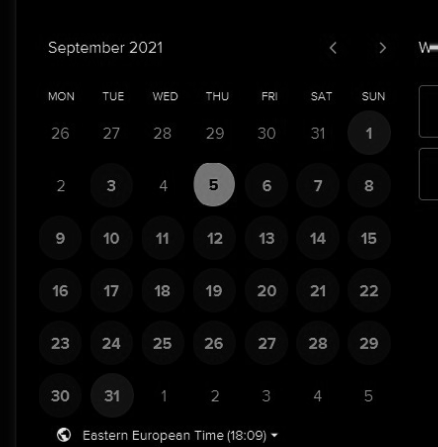 September 2021 < >
MON TUE WED THU FRI SAT SUN
26 27 28 29 30 31 1
2 3 4 5 6 7 8
9 10 11 12 13 14 15
16 17 18 19 20 21 22
23 24 25 26 27 28 29
30 31 1 2 3 4 5
Eastern European Time (18:09)